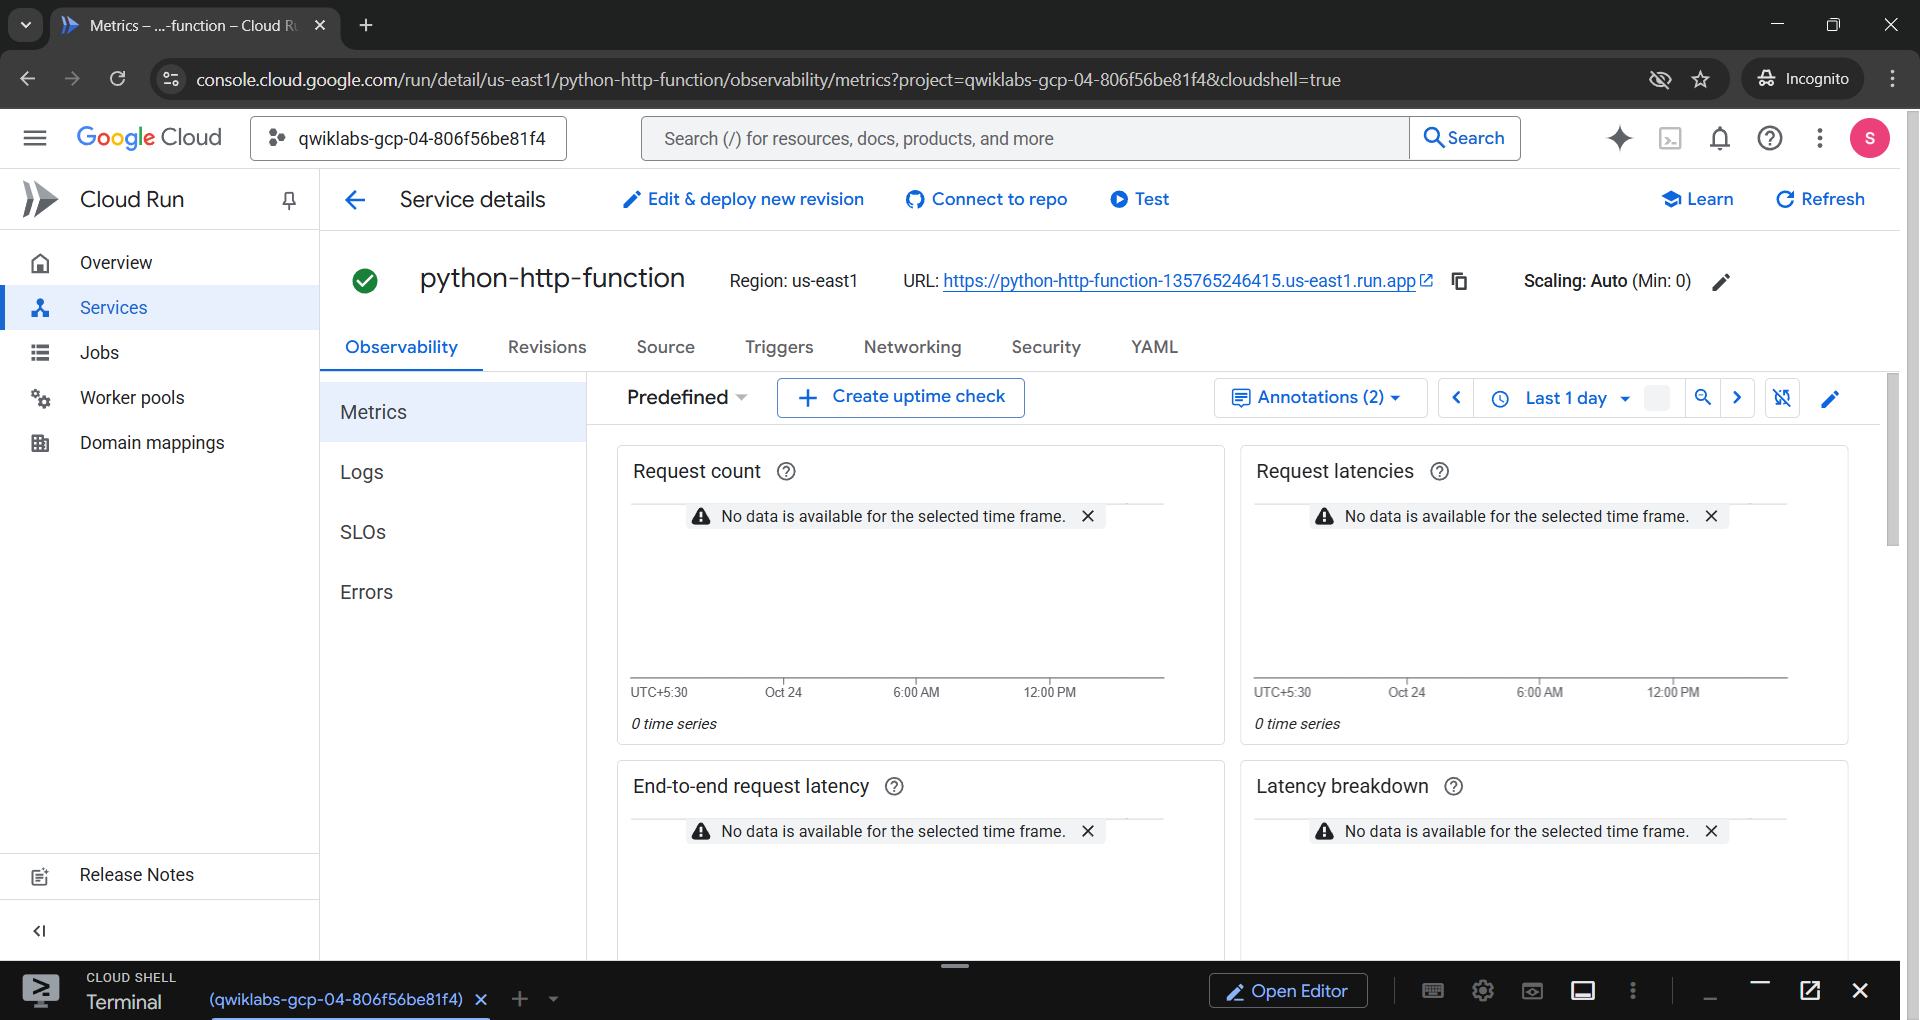 Metrics – ...-function – Cloud Ru
console.cloud.google.com/run/detail/us-east1/python-http-function/observability/metrics?project=qwiklabs-gcp-04-806f56be81f4&cloudshell=true
Incognito
Google Cloud
qwiklabs-gcp-04-806f56be81f4
Search (/) for resources, docs, products, and more
Search
S
Cloud Run
Service details
Edit & deploy new revision
Connect to repo
Test
Learn
Refresh
Overview
Services
Jobs
Worker pools
Domain mappings
Release Notes
python-http-function
Region: us-east1
URL: https://python-http-function-135765246415.us-east1.run.app
Scaling: Auto (Min: 0)
Observability
Revisions
Source
Triggers
Networking
Security
YAML
Metrics
Logs
SLOs
Errors
Predefined
Create uptime check
Annotations (2)
Last 1 day
Request count
No data is available for the selected time frame.
UTC+5:30 Oct 24 6:00 AM 12:00 PM
0 time series
Request latencies
No data is available for the selected time frame.
UTC+5:30 Oct 24 6:00 AM 12:00 PM
0 time series
End-to-end request latency
No data is available for the selected time frame.
Latency breakdown
No data is available for the selected time frame.
CLOUD SHELL
Terminal
(qwiklabs-gcp-04-806f56be81f4)
Open Editor